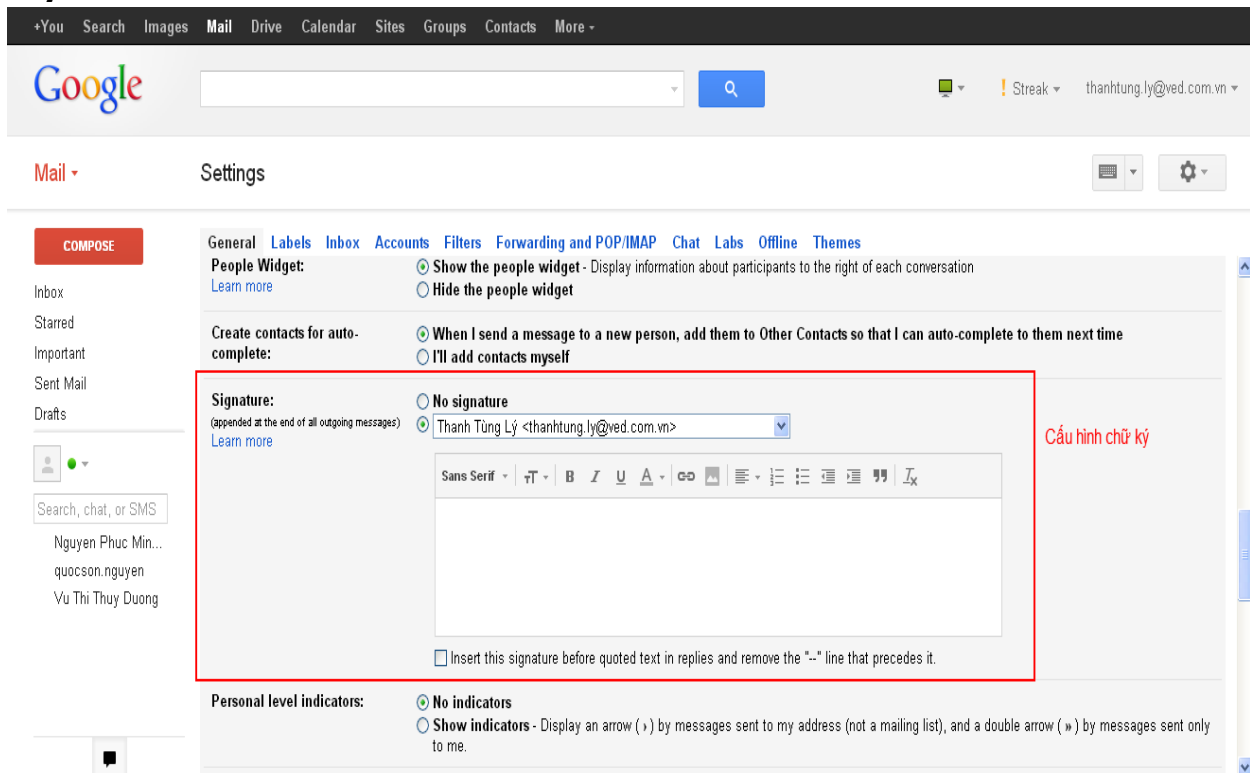 +You Search Images Mail Drive Calendar Sites Groups Contacts More
Google
Streak thanhtung.ly@ved.com.vn
Mail Settings
COMPOSE
General Labels Inbox Accounts Filters Forwarding and POP/IMAP Chat Labs Offline Themes
Inbox
Starred
Important
Sent Mail
Drafts
Search, chat, or SMS
Nguyen Phuc Min...
quocson.nguyen
Vu Thi Thuy Duong
People Widget:
Learn more
Show the people widget - Display information about participants to the right of each conversation
Hide the people widget
Create contacts for auto-
complete:
When I send a message to a new person, add them to Other Contacts so that I can auto-complete to them next time
I'll add contacts myself
Signature:
(appended at the end of all outgoing messages)
Learn more
No signature
Thanh Tùng Lý <thanhtung.ly@ved.com.vn>
Sans Serif
Insert this signature before quoted text in replies and remove the "--" line that precedes it.
Cấu hình chữ ký
Personal level indicators:
No indicators
Show indicators - Display an arrow ( › ) by messages sent to my address (not a mailing list), and a double arrow ( » ) by messages sent only
to me.